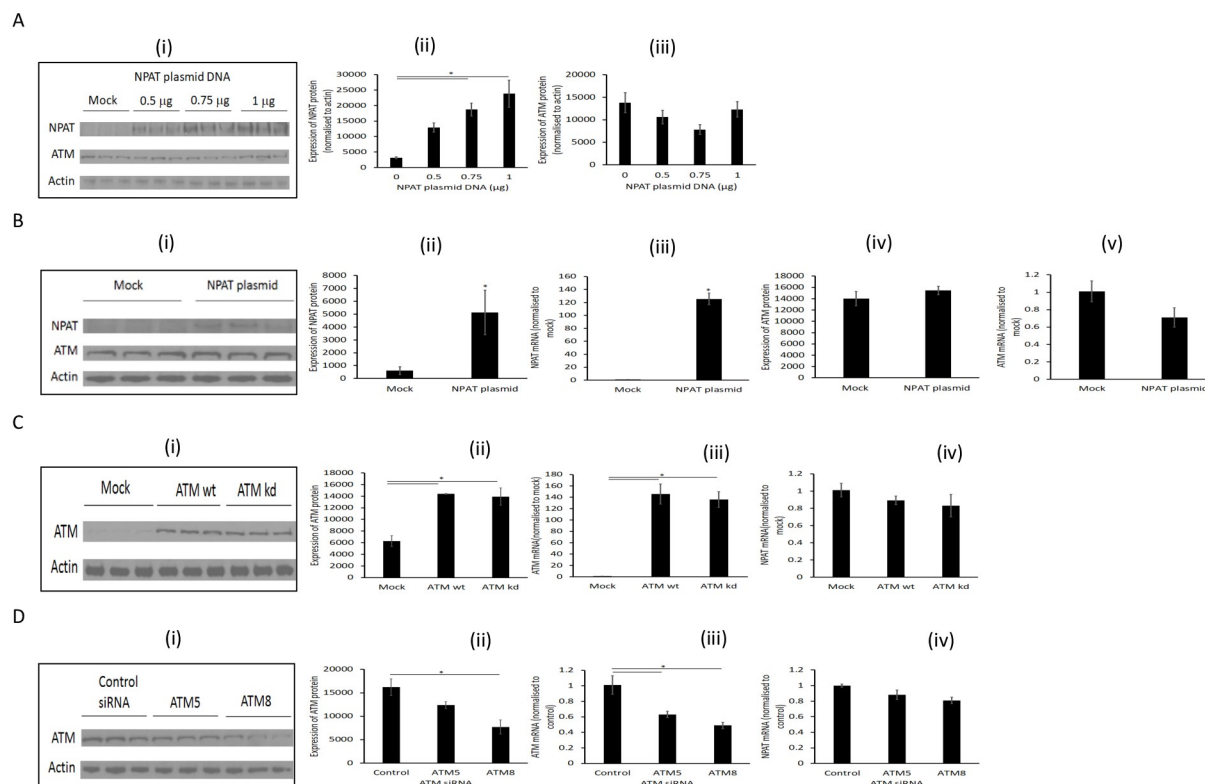 A
(i)
(ii)
(iii)
NPAT plasmid DNA
Mock 0.5 µg 0.75 µg 1 µg
NPAT
ATM
Actin
Expression of NPAT protein
(normalised to actin)
30000
25000
20000
15000
10000
5000
0
*
0 0.5 0.75 1
NPAT plasmid DNA (µg)
Expression of ATM protein
(normalised to actin)
20000
15000
10000
5000
0
0 0.5 0.75 1
NPAT plasmid DNA (µg)
B
(i)
(ii)
(iii)
(iv)
(v)
Mock NPAT plasmid
NPAT
ATM
Actin
Expression of NPAT protein
8000
7000
6000
5000
4000
3000
2000
1000
0
*
Mock NPAT plasmid
NPAT mRNA (normalised to
mock)
160
140
120
100
80
60
40
20
0
*
Mock NPAT plasmid
Expression of ATM protein
18000
16000
14000
12000
10000
8000
6000
4000
2000
0
Mock NPAT plasmid
ATM mRNA (normalised to
mock)
1.2
1
0.8
0.6
0.4
0.2
0
Mock NPAT plasmid
C
(i)
(ii)
(iii)
(iv)
Mock ATM wt ATM kd
ATM
Actin
Expression of ATM protein
18000
16000
14000
12000
10000
8000
6000
4000
2000
0
*
Mock ATM wt ATM kd
ATM mRNA (normalised to mock)
180
160
140
120
100
80
60
40
20
0
*
Mock ATM wt ATM kd
NPAT mRNA(normalised to
mock)
1.2
1
0.8
0.6
0.4
0.2
0
Mock ATM wt ATM kd
D
(i)
(ii)
(iii)
(iv)
Control
siRNA ATM5 ATM8
ATM
Actin
Expression of ATM protein
20000
15000
10000
5000
0
*
Control ATM5 ATM8
ATM siRNA
ATM mRNA (normalised to
control)
1.2
1
0.8
0.6
0.4
0.2
0
*
Control ATM5 ATM8
ATM siRNA
NPAT mRNA (normalised to
control)
1.2
1
0.8
0.6
0.4
0.2
0
Control ATM5 ATM8
ATM siRNA